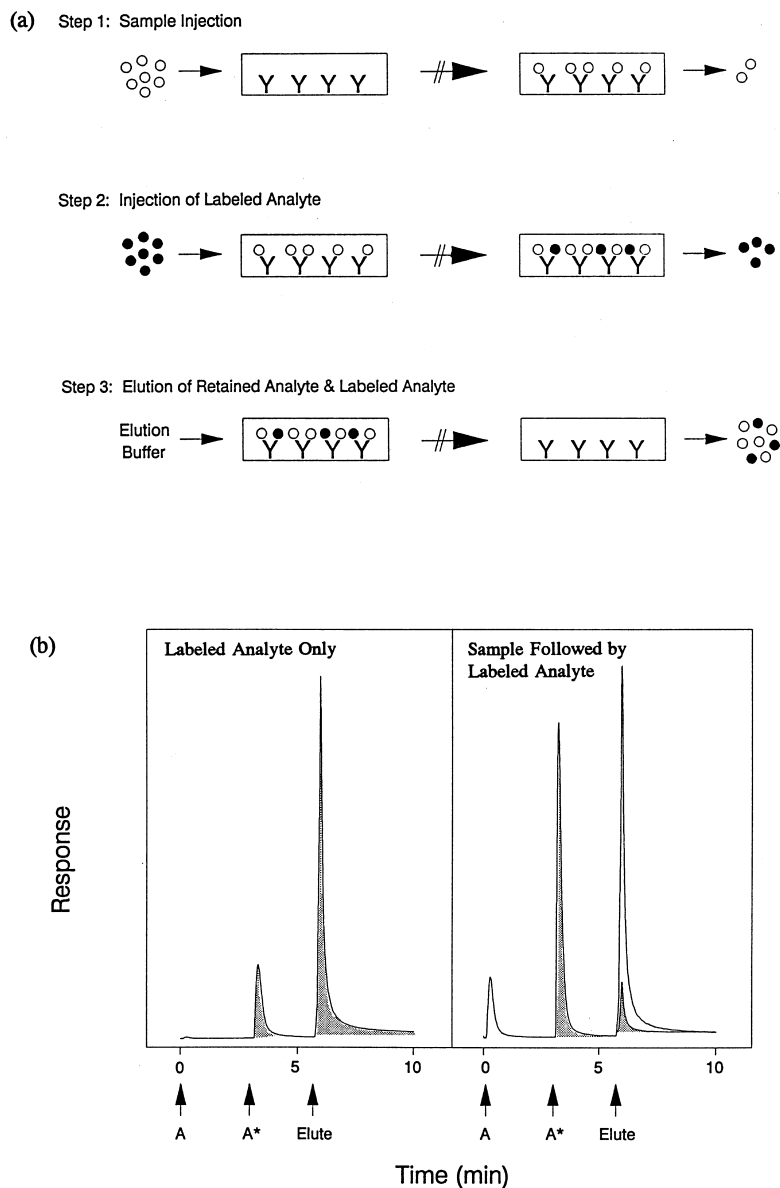 (a) Step 1: Sample Injection
Step 2: Injection of Labeled Analyte
Step 3: Elution of Retained Analyte & Labeled Analyte
Elution
Buffer
(b)
Labeled Analyte Only
Sample Followed by
Labeled Analyte
Response
0 5 10 0 5 10
A A* Elute A A* Elute
Time (min)